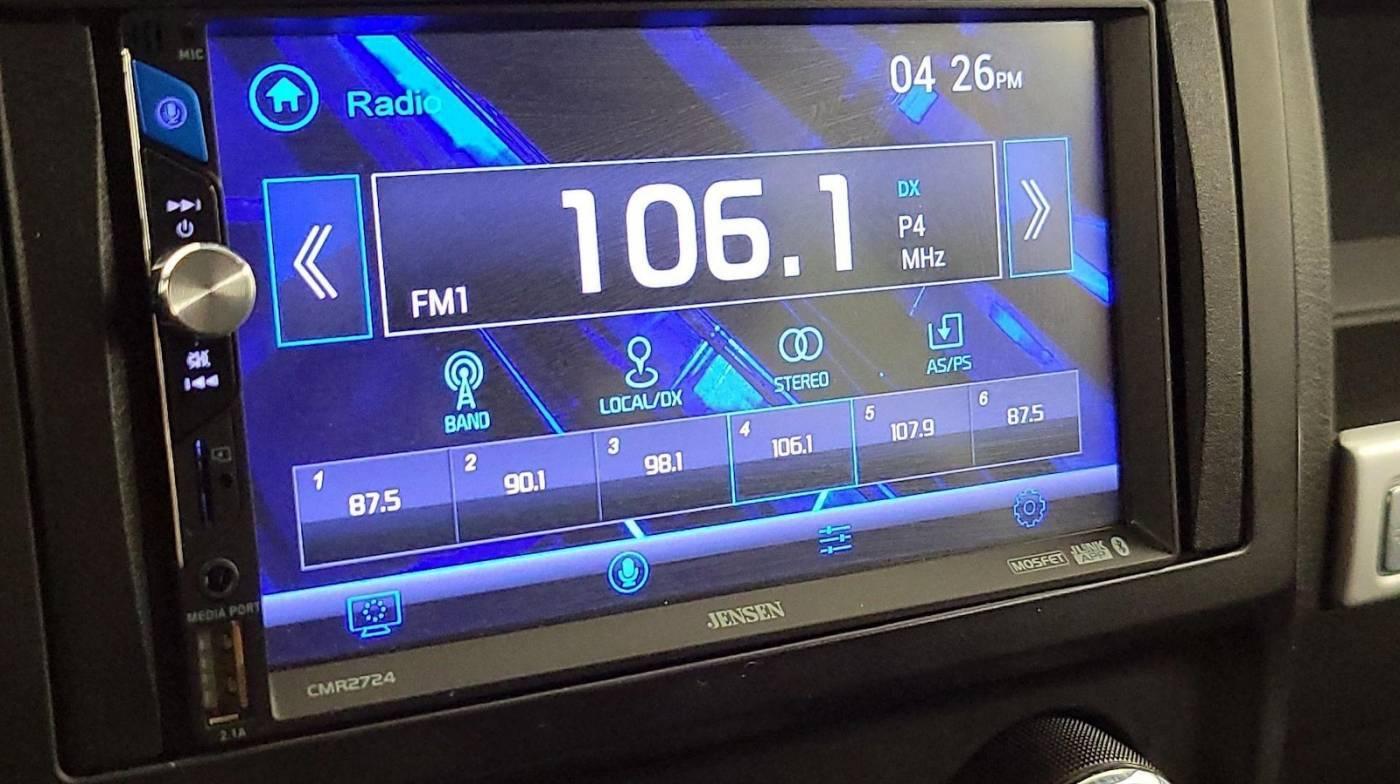 MIC
Radio
04 26PM
106.1
DX
P4
MHz
FM1
BAND
LOCAL/DX
STEREO
AS/PS
1 87.5
2 90.1
3 98.1
4 106.1
5 107.9
6 87.5
MEDIA PORT
2.1A
CMR2724
JENSEN
MOSFET